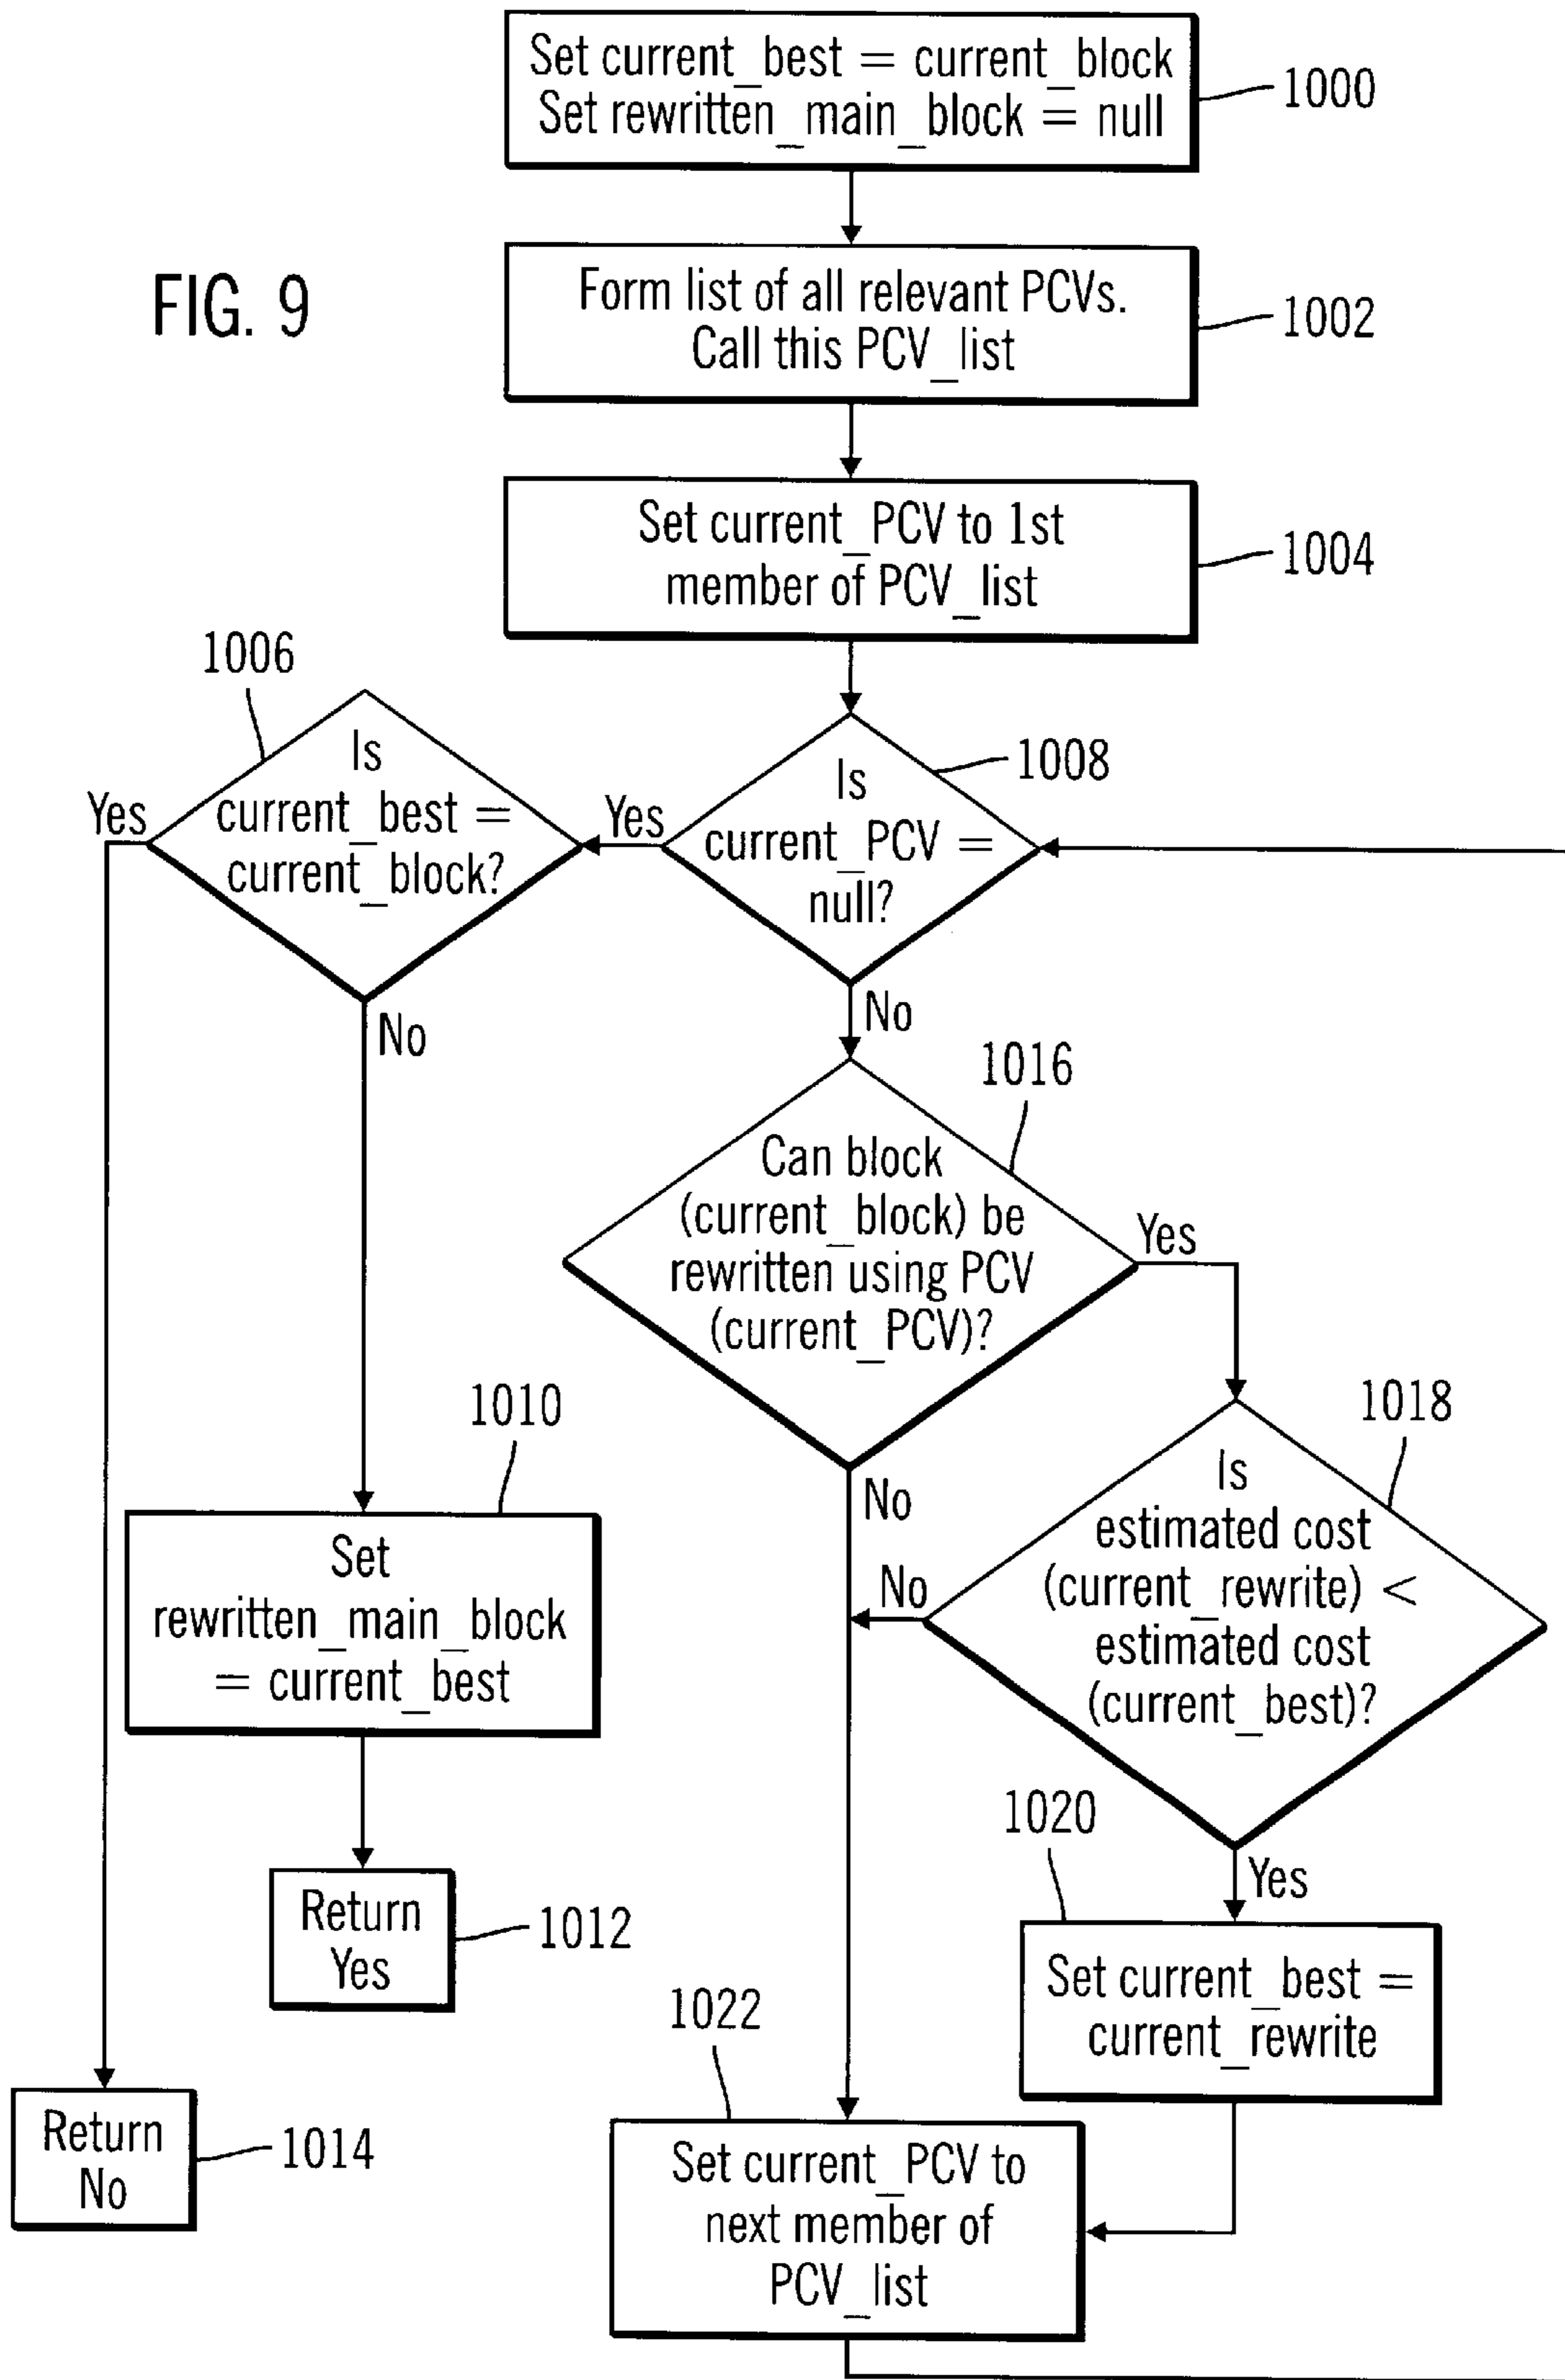 Set current_best = current_block
Set rewritten_main_block = null
1000
FIG. 9
Form list of all relevant PCVs.
Call this PCV_list
1002
Set current_PCV to 1st
member of PCV_list
1004
1006
Is
current_best =
current_block?
Yes
No
1008
Is
current_PCV =
null?
Yes
No
1016
Can block
(current_block) be
rewritten using PCV
(current_PCV)?
Yes
No
1018
Is
estimated cost
(current_rewrite) <
estimated cost
(current_best)?
No
Yes
1010
Set
rewritten_main_block
= current_best
Return
Yes
1012
1020
Set current_best =
current_rewrite
1022
Set current_PCV to
next member of
PCV_list
Return
No
1014